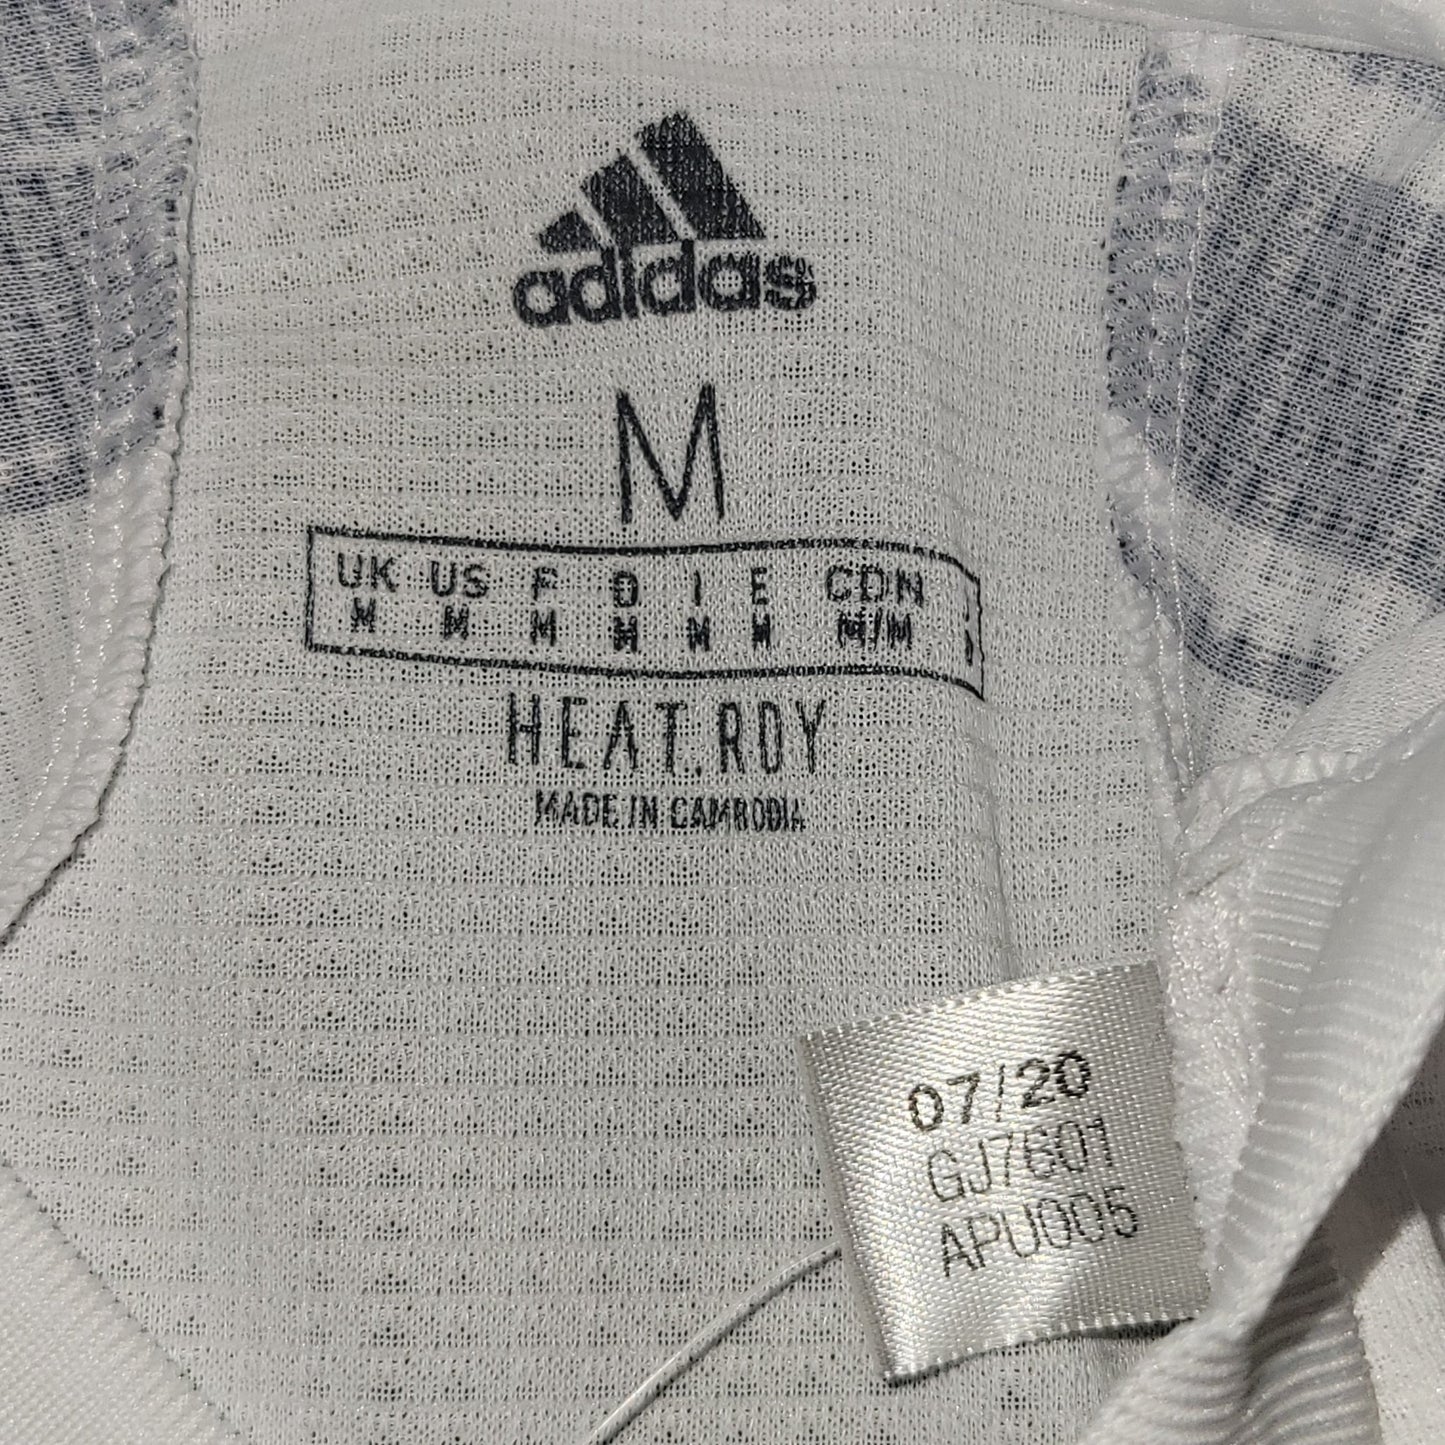 adidas
M
UK US F D I E CDN
M M M M M M M/M
HEAT.RDY
MADE IN CAMBODIA
07/20
GJ7601
APU005